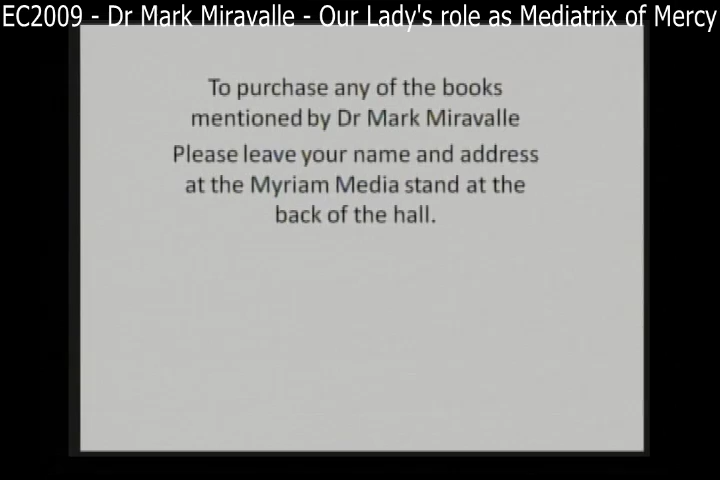 EC2009 - Dr Mark Miravalle - Our Lady's role as Mediatrix of Mercy
To purchase any of the books
mentioned by Dr Mark Miravalle
Please leave your name and address
at the Myriam Media stand at the
back of the hall.